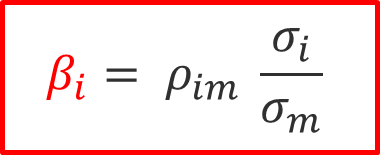 βᵢ = ρᵢₘ σᵢ / σₘ